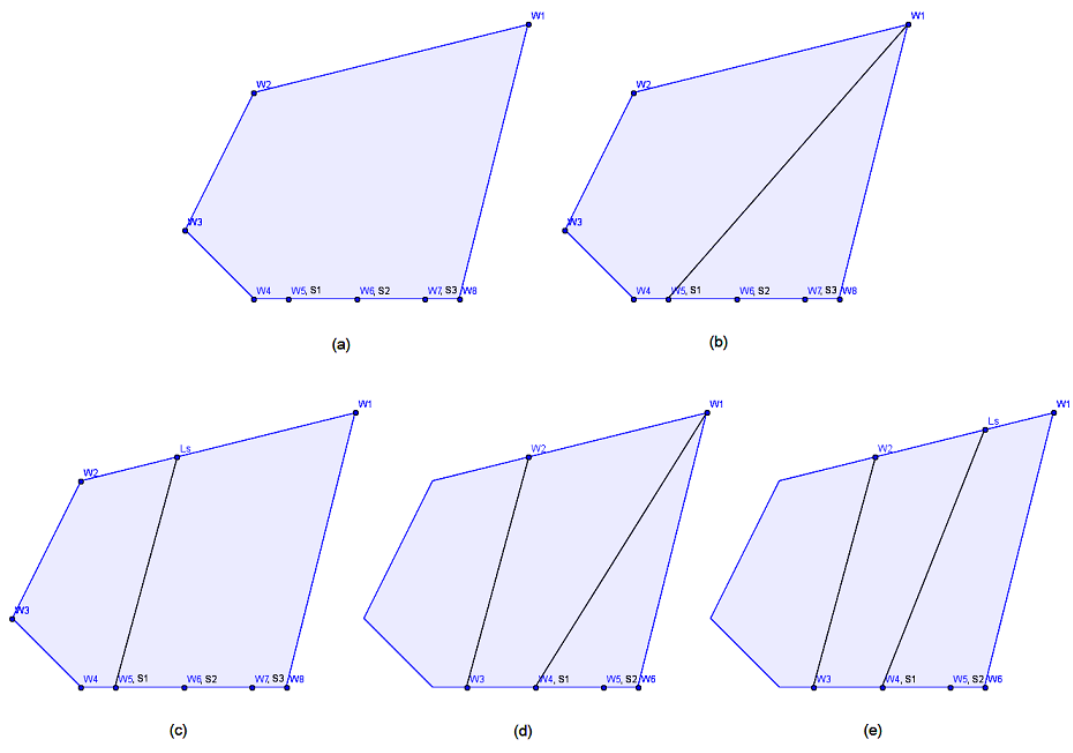 W1
W2
W3
W4 W5, S1 W6, S2 W7, S3 W8
(a)
W1
W2
W3
W4 W5, S1 W6, S2 W7, S3 W8
(b)
W1
Ls
W2
W3
W4 W5, S1 W6, S2 W7, S3 W8
(c)
W1
W2
W3 W4, S1 W5, S2 W6
(d)
W1
Ls
W2
W3 W4, S1 W5, S2 W6
(e)